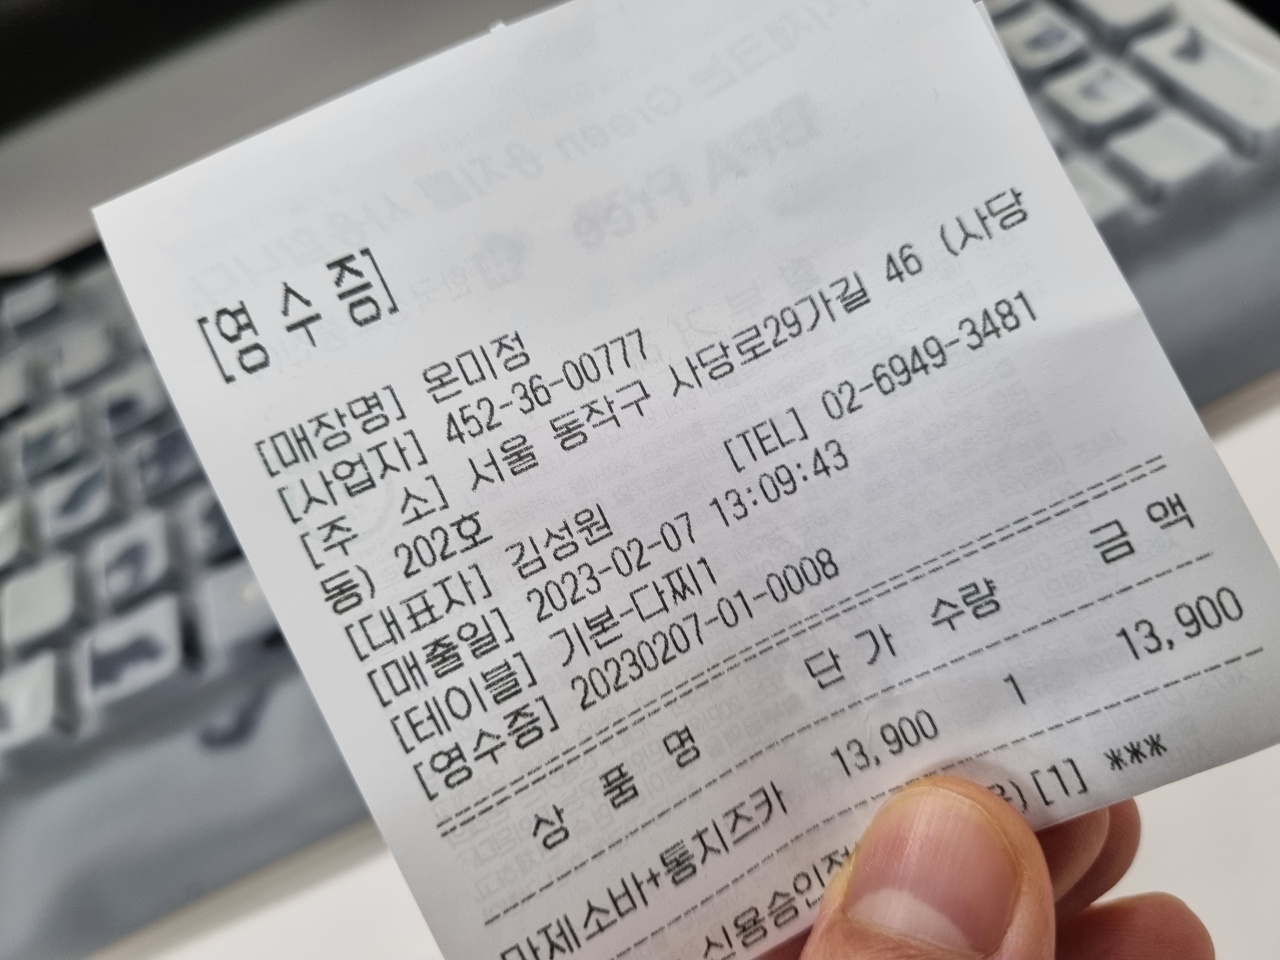 [영 수 증]
[매장명] 온미정
[사업자] 452-36-00777
[주 소] 서울 동작구 사당로29가길 46 (사당
동) 202호
[TEL] 02-6949-3481
[대표자] 김성원
[매출일] 2023-02-07 13:09:43
[테이블] 기본-다찌1
[영수증] 20230207-01-0008
상 품 명 단 가 수량 금 액
마제소바+통치즈카 13,900 1 13,900
[1] ***